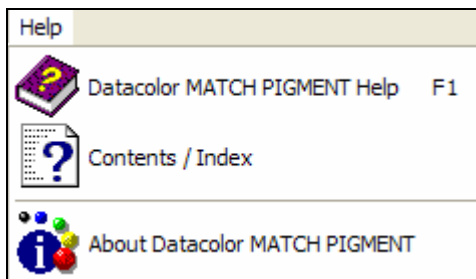 Help
Datacolor MATCH PIGMENT Help F1
Contents / Index
About Datacolor MATCH PIGMENT